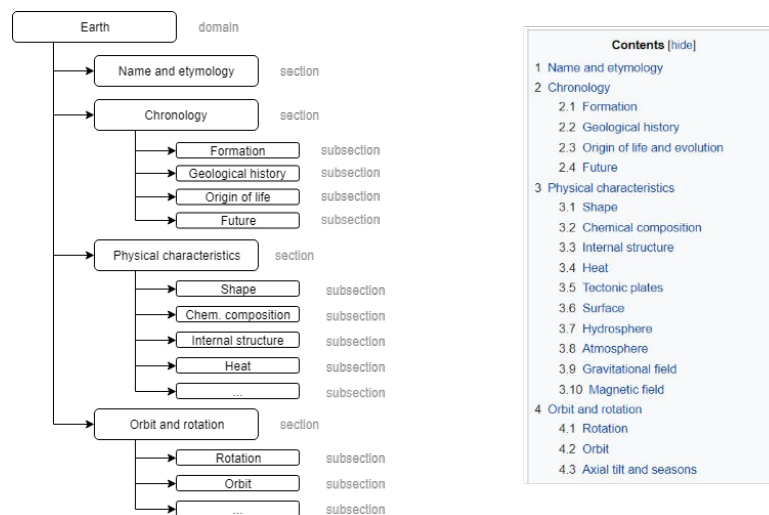 Earth domain
Name and etymology section
Chronology section
Formation subsection
Geological history subsection
Origin of life subsection
Future subsection
Physical characteristics section
Shape subsection
Chem. composition subsection
Internal structure subsection
Heat subsection
... subsection
Orbit and rotation section
Rotation subsection
Orbit subsection
... subsection
Contents [hide]
1 Name and etymology
2 Chronology
2.1 Formation
2.2 Geological history
2.3 Origin of life and evolution
2.4 Future
3 Physical characteristics
3.1 Shape
3.2 Chemical composition
3.3 Internal structure
3.4 Heat
3.5 Tectonic plates
3.6 Surface
3.7 Hydrosphere
3.8 Atmosphere
3.9 Gravitational field
3.10 Magnetic field
4 Orbit and rotation
4.1 Rotation
4.2 Orbit
4.3 Axial tilt and seasons